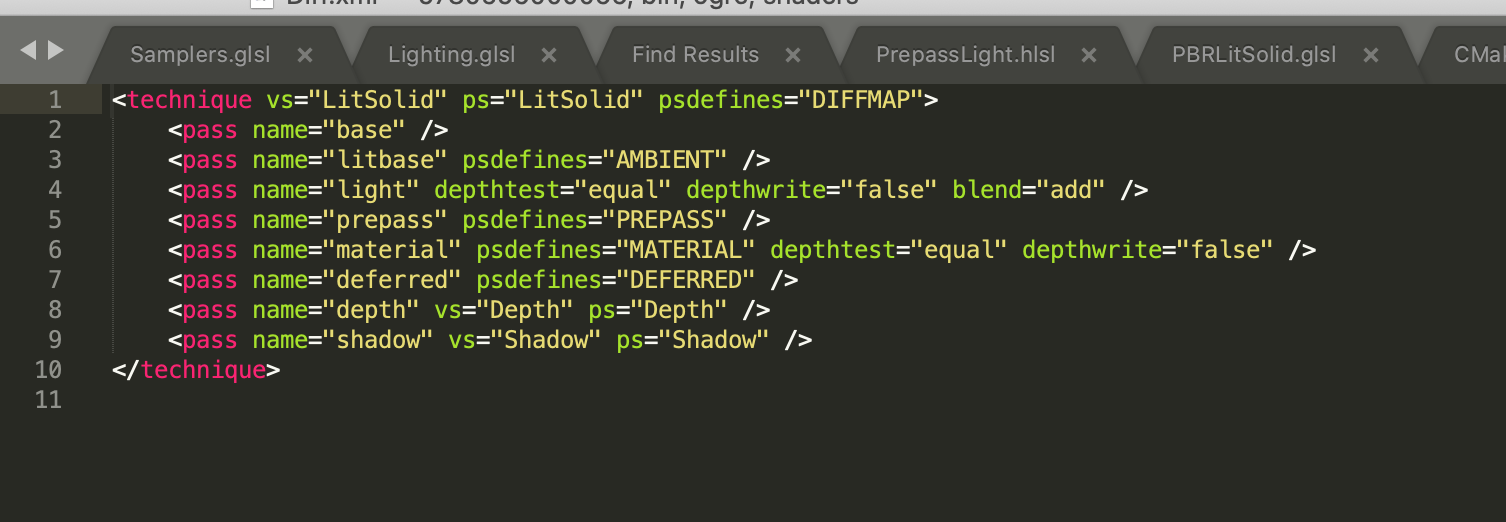 Samplers.glsl × Lighting.glsl × Find Results × PrepassLight.hlsl × PBRLitSolid.glsl ×
1 <technique vs="LitSolid" ps="LitSolid" psdefines="DIFFMAP">
2 <pass name="base" />
3 <pass name="litbase" psdefines="AMBIENT" />
4 <pass name="light" depthtest="equal" depthwrite="false" blend="add" />
5 <pass name="prepass" psdefines="PREPASS" />
6 <pass name="material" psdefines="MATERIAL" depthtest="equal" depthwrite="false" />
7 <pass name="deferred" psdefines="DEFERRED" />
8 <pass name="depth" vs="Depth" ps="Depth" />
9 <pass name="shadow" vs="Shadow" ps="Shadow" />
10 </technique>
11